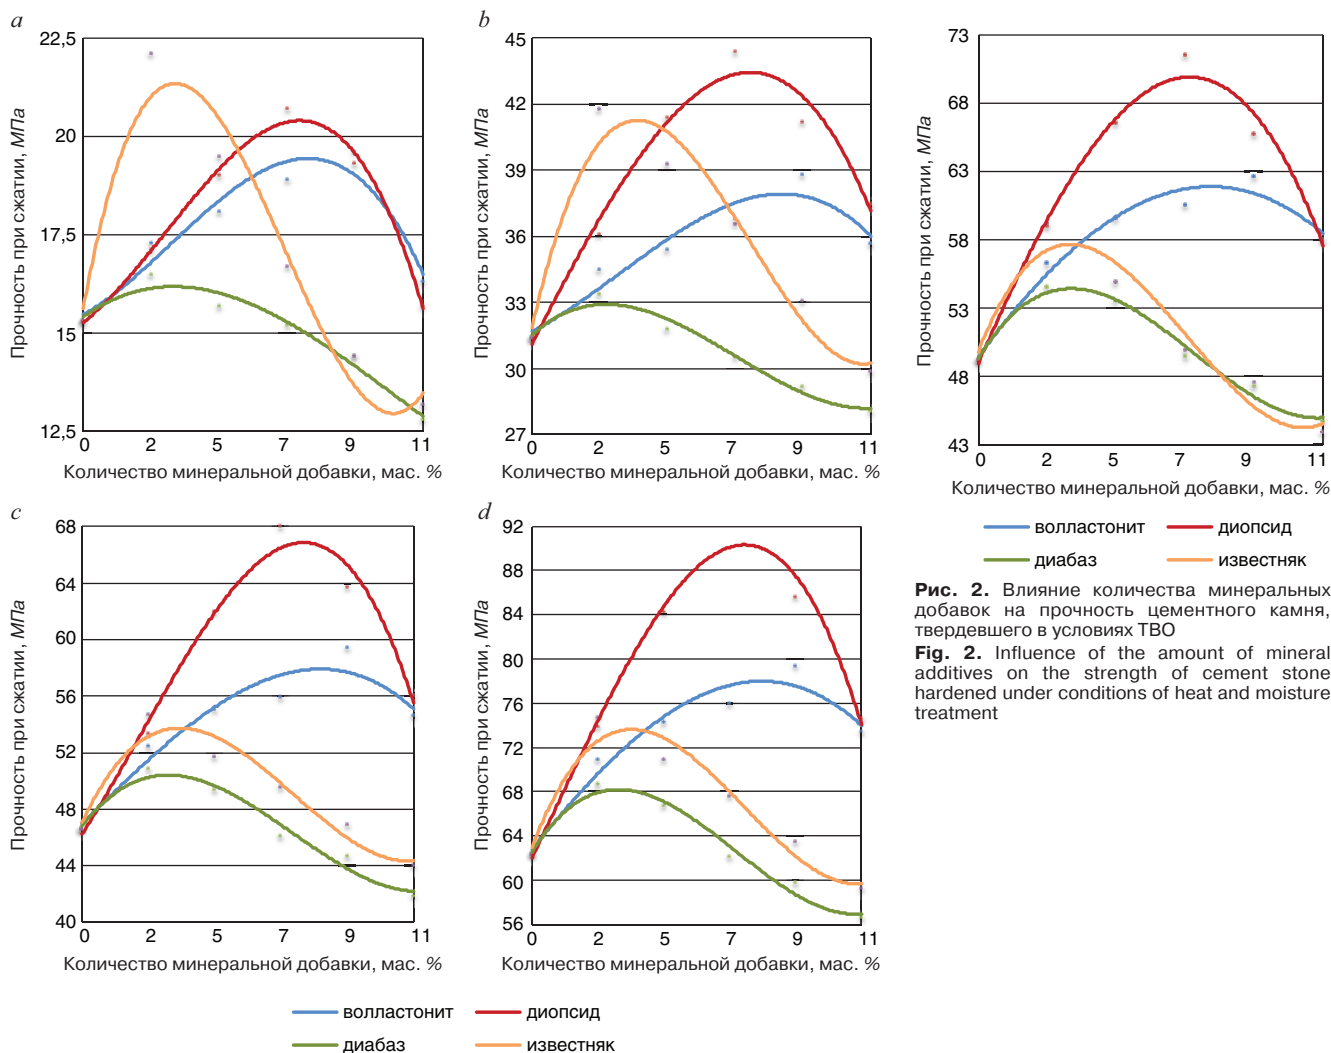 a
22,5
20
17,5
15
12,5
0 2 5 7 9 11
Прочность при сжатии, МПа
Количество минеральной добавки, мас. %
b
45
42
39
36
33
30
27
0 2 5 7 9 11
Прочность при сжатии, МПа
Количество минеральной добавки, мас. %
73
68
63
58
53
48
43
0 2 5 7 9 11
Прочность при сжатии, МПа
Количество минеральной добавки, мас. %
волластонит диопсид
диабаз известняк
Рис. 2. Влияние количества минеральных
добавок на прочность цементного камня,
твердевшего в условиях ТВО
Fig. 2. Influence of the amount of mineral
additives on the strength of cement stone
hardened under conditions of heat and moisture
treatment
c
68
64
60
56
52
48
44
40
0 2 5 7 9 11
Прочность при сжатии, МПа
Количество минеральной добавки, мас. %
d
92
88
84
80
76
72
68
64
60
56
0 2 5 7 9 11
Прочность при сжатии, МПа
Количество минеральной добавки, мас. %
волластонит диопсид
диабаз известняк